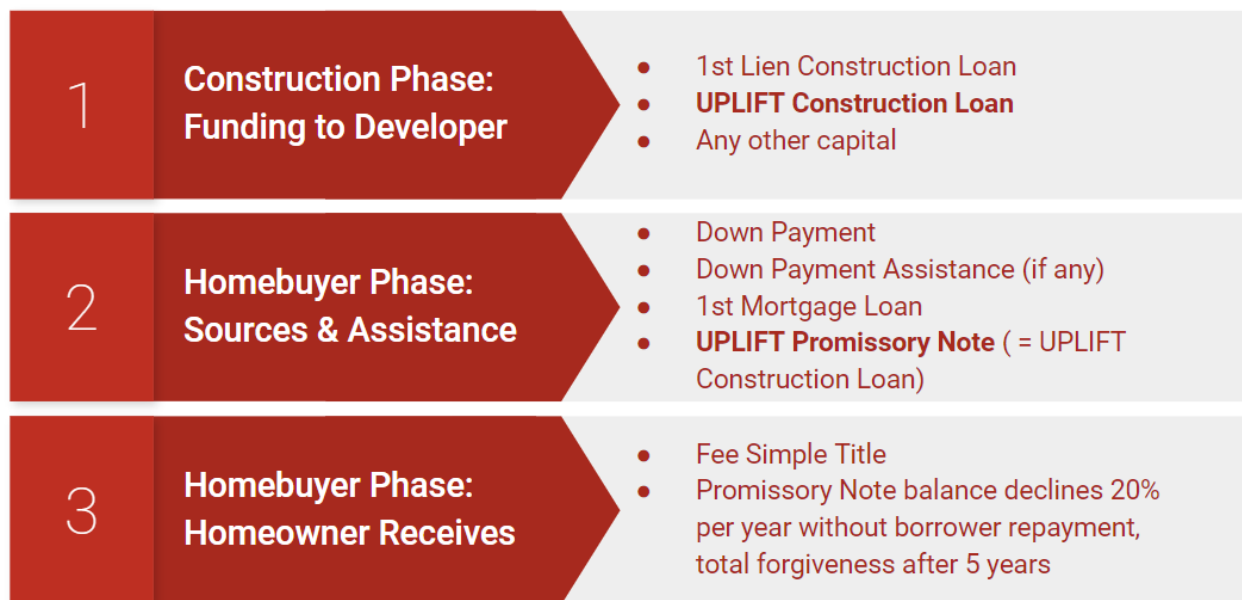 1
Construction Phase:
Funding to Developer
● 1st Lien Construction Loan
● UPLIFT Construction Loan
● Any other capital
2
Homebuyer Phase:
Sources & Assistance
● Down Payment
● Down Payment Assistance (if any)
● 1st Mortgage Loan
● UPLIFT Promissory Note ( = UPLIFT
Construction Loan)
3
Homebuyer Phase:
Homeowner Receives
● Fee Simple Title
● Promissory Note balance declines 20%
per year without borrower repayment,
total forgiveness after 5 years